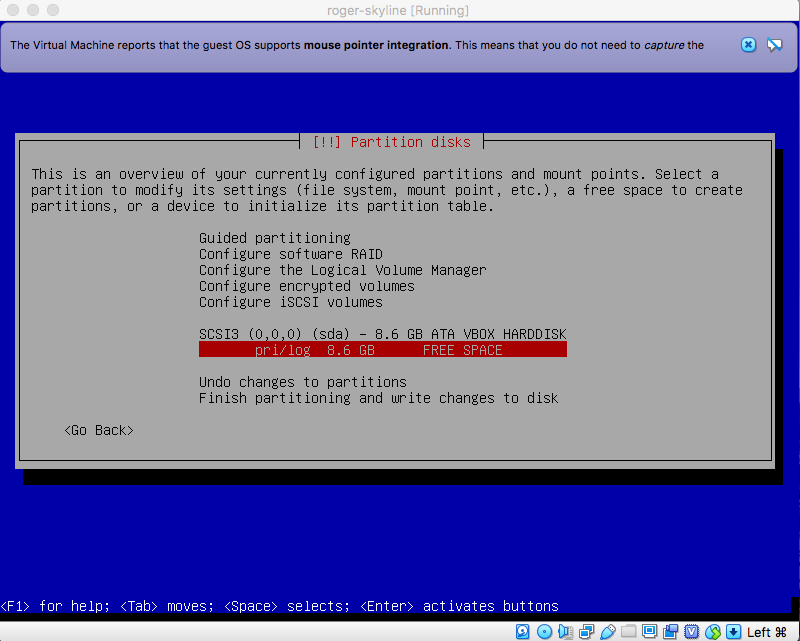 roger-skyline [Running]
The Virtual Machine reports that the guest OS supports mouse pointer integration. This means that you do not need to capture the
[!!] Partition disks
This is an overview of your currently configured partitions and mount points. Select a
partition to modify its settings (file system, mount point, etc.), a free space to create
partitions, or a device to initialize its partition table.
Guided partitioning
Configure software RAID
Configure the Logical Volume Manager
Configure encrypted volumes
Configure iSCSI volumes
SCSI3 (0,0,0) (sda) - 8.6 GB ATA VBOX HARDDISK
pri/log 8.6 GB FREE SPACE
Undo changes to partitions
Finish partitioning and write changes to disk
<Go Back>
<F1> for help; <Tab> moves; <Space> selects; <Enter> activates buttons
Left ⌘